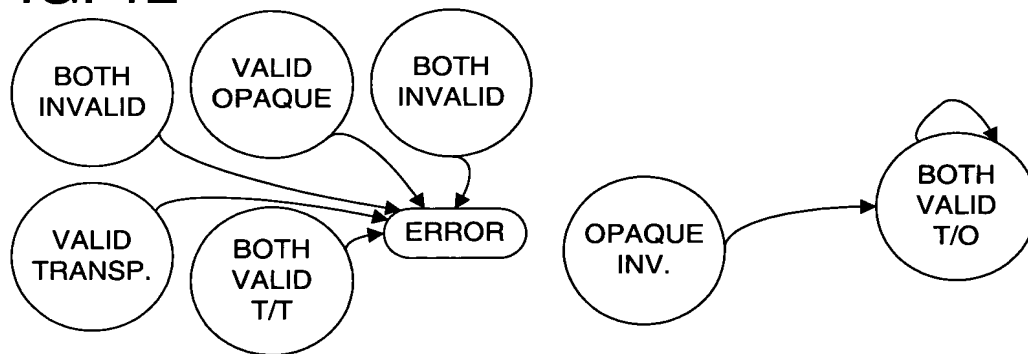 BOTH
INVALID
VALID
OPAQUE
BOTH
INVALID
VALID
TRANSP.
BOTH
VALID
T/T
ERROR
OPAQUE
INV.
BOTH
VALID
T/O